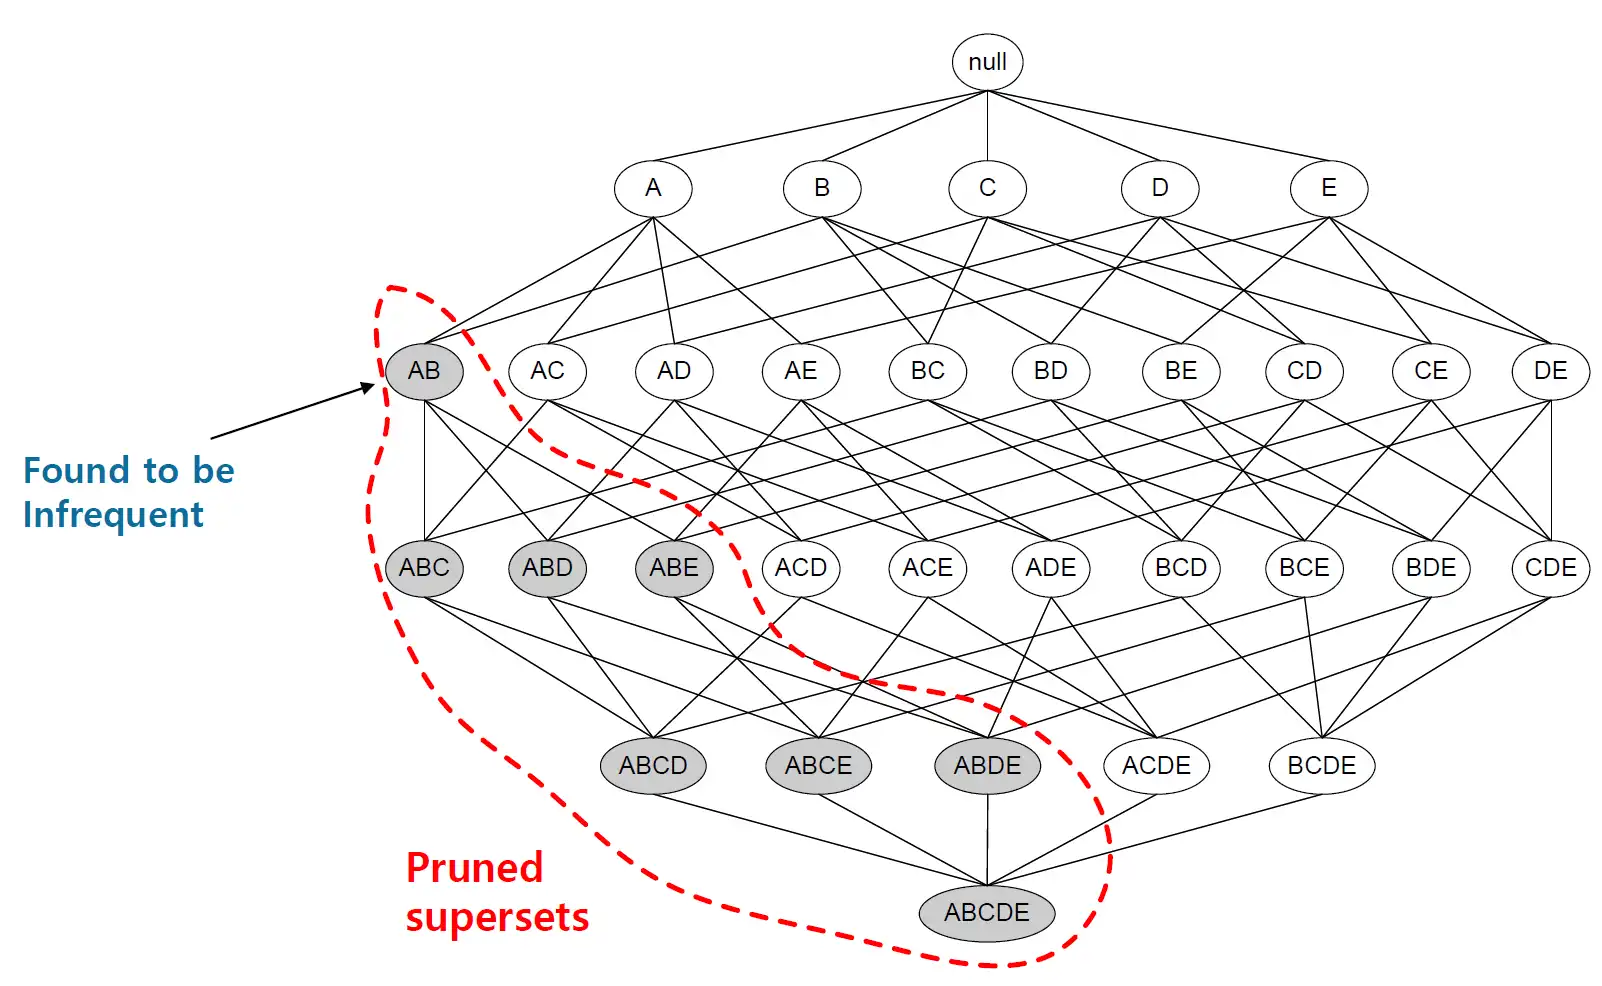 null
A B C D E
AB AC AD AE BC BD BE CD CE DE
Found to be
Infrequent
ABC ABD ABE ACD ACE ADE BCD BCE BDE CDE
ABCD ABCE ABDE ACDE BCDE
Pruned
supersets
ABCDE